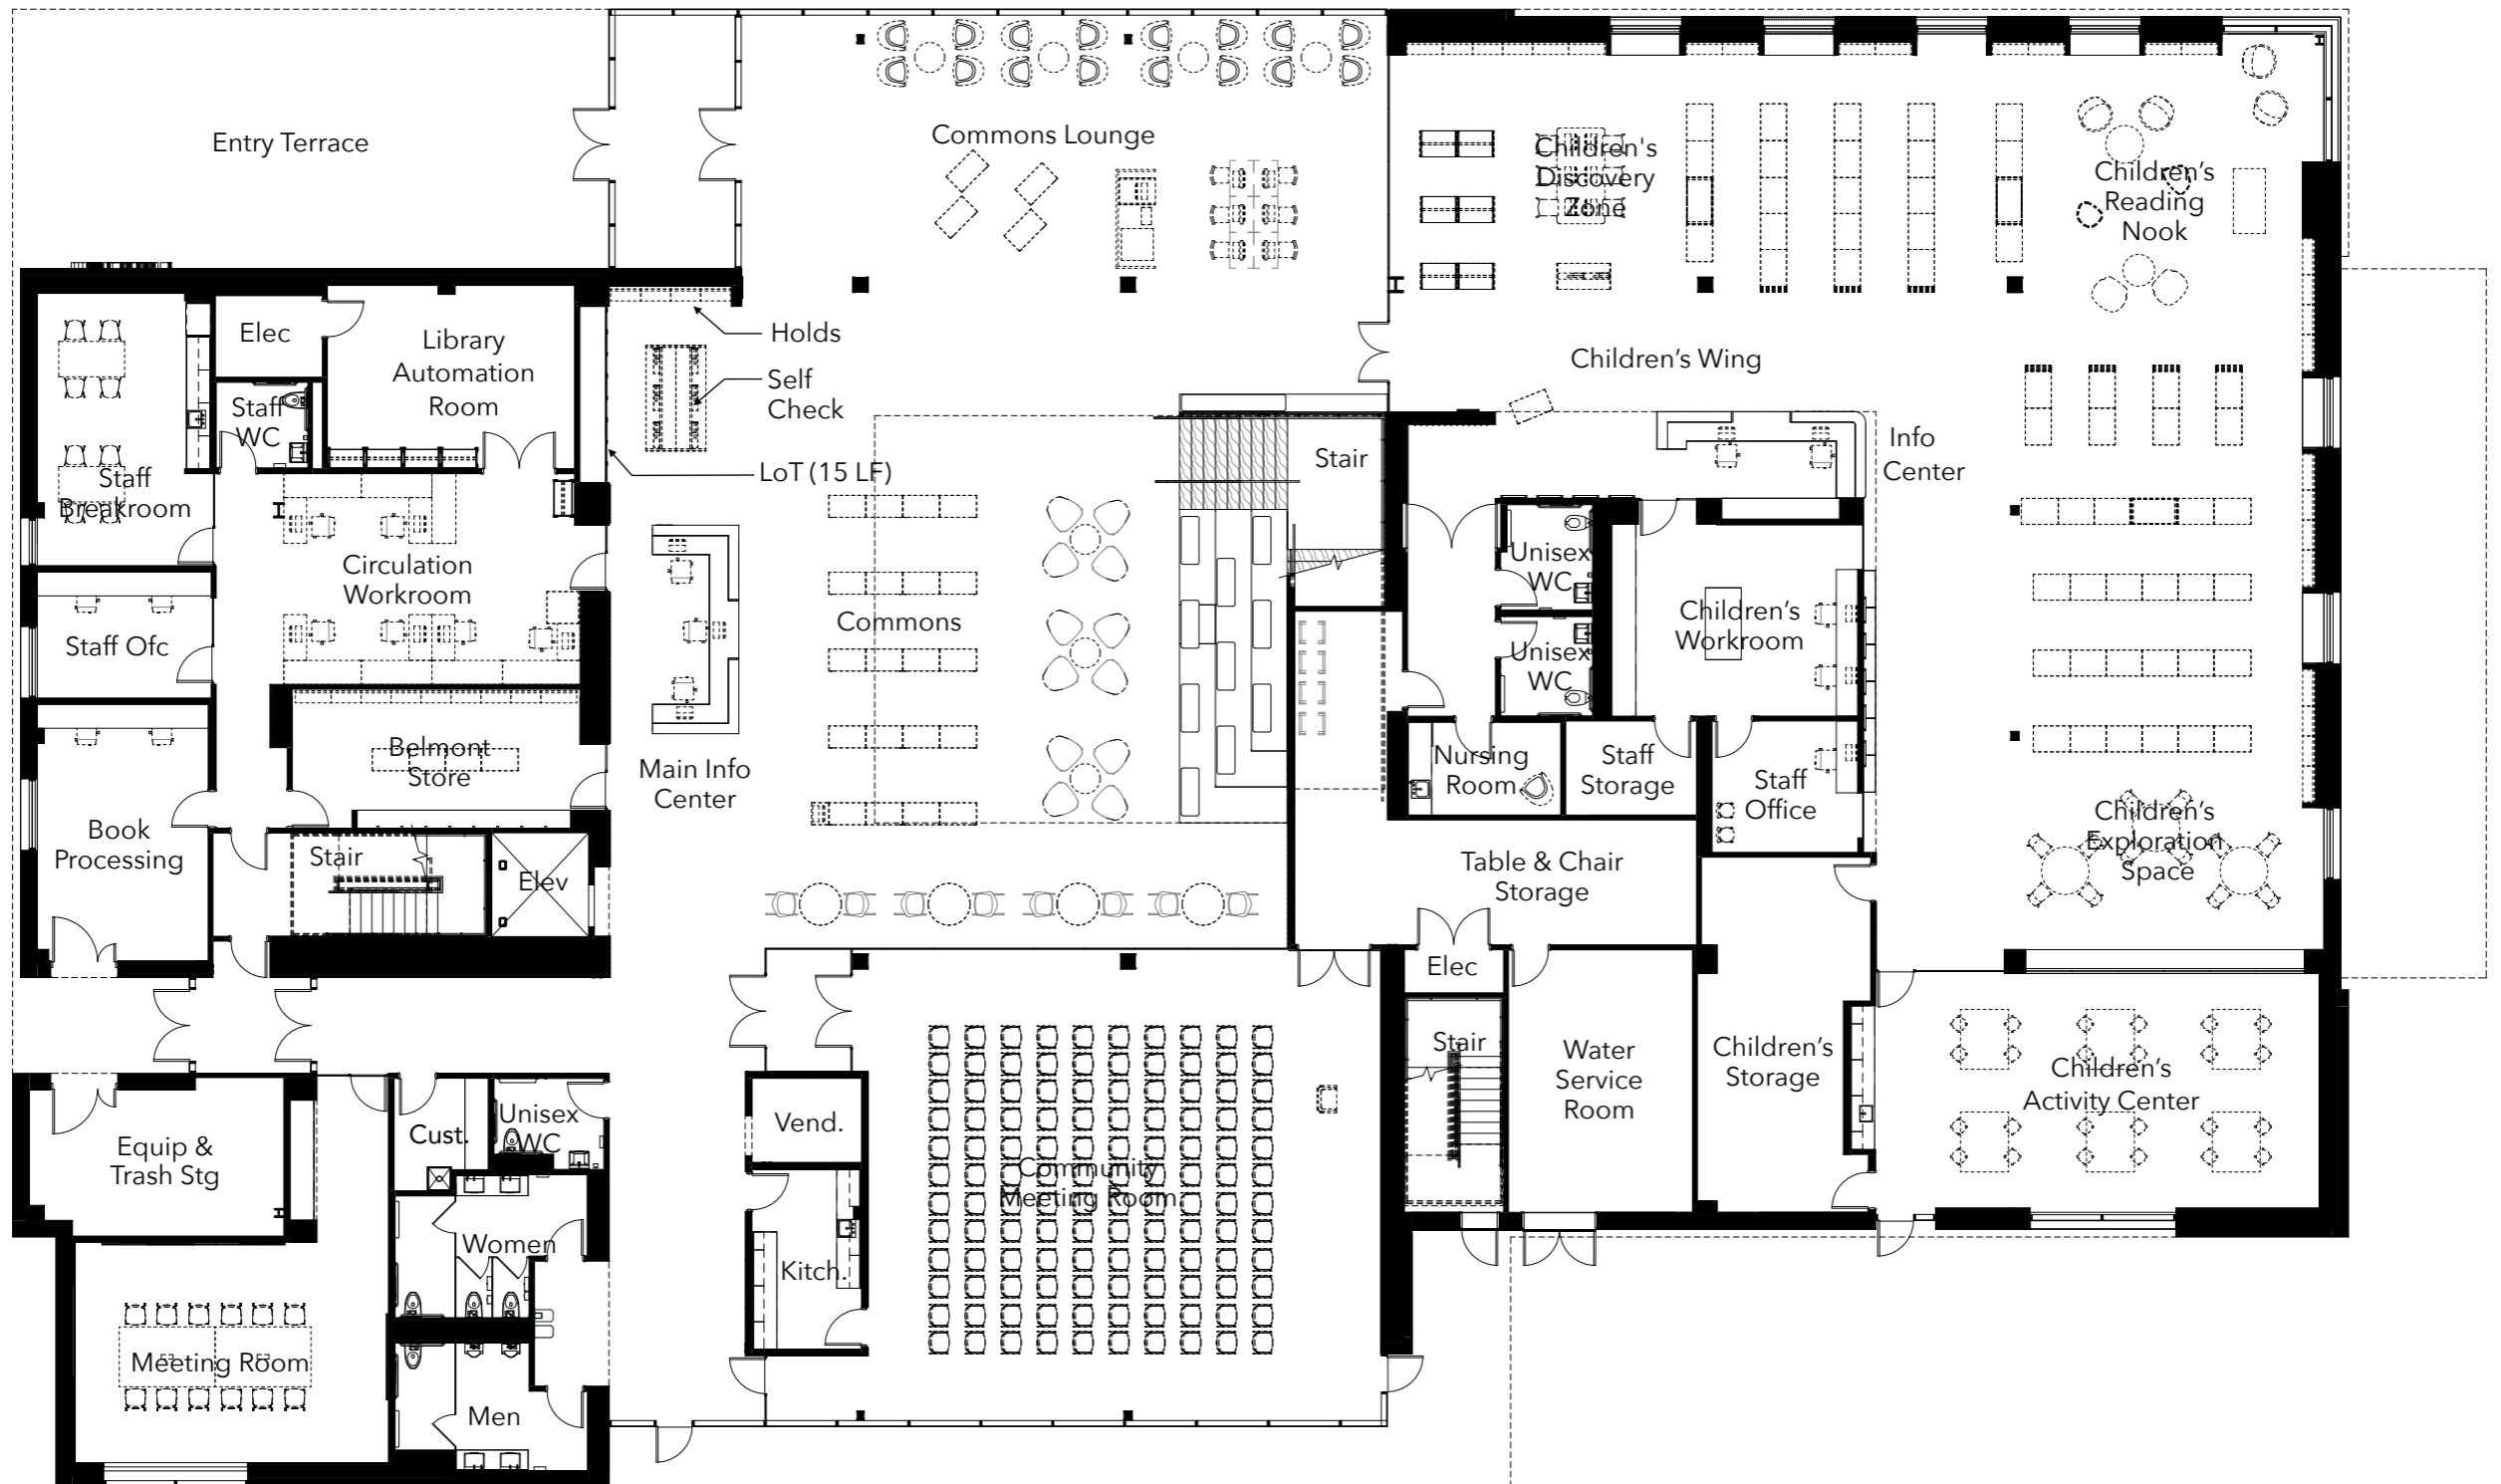 Entry Terrace
Commons Lounge
Children's
Discovery
Zone
Children's
Reading
Nook
Elec
Library
Automation
Room
Holds
Self
Check
LoT (15 LF)
Children's Wing
Info
Center
Staff
WC
Staff
Breakroom
Circulation
Workroom
Stair
Commons
Unisex
WC
Unisex
WC
Children's
Workroom
Staff Ofc
Belmont
Store
Main Info
Center
Nursing
Room
Staff
Storage
Staff
Office
Book
Processing
Stair
Elev
Table & Chair
Storage
Children's
Exploration
Space
Elec
Stair
Water
Service
Room
Children's
Storage
Children's
Activity Center
Equip &
Trash Stg
Cust.
Unisex
WC
Vend.
Community
Meeting Room
Women
Kitch.
Meeting Room
Men